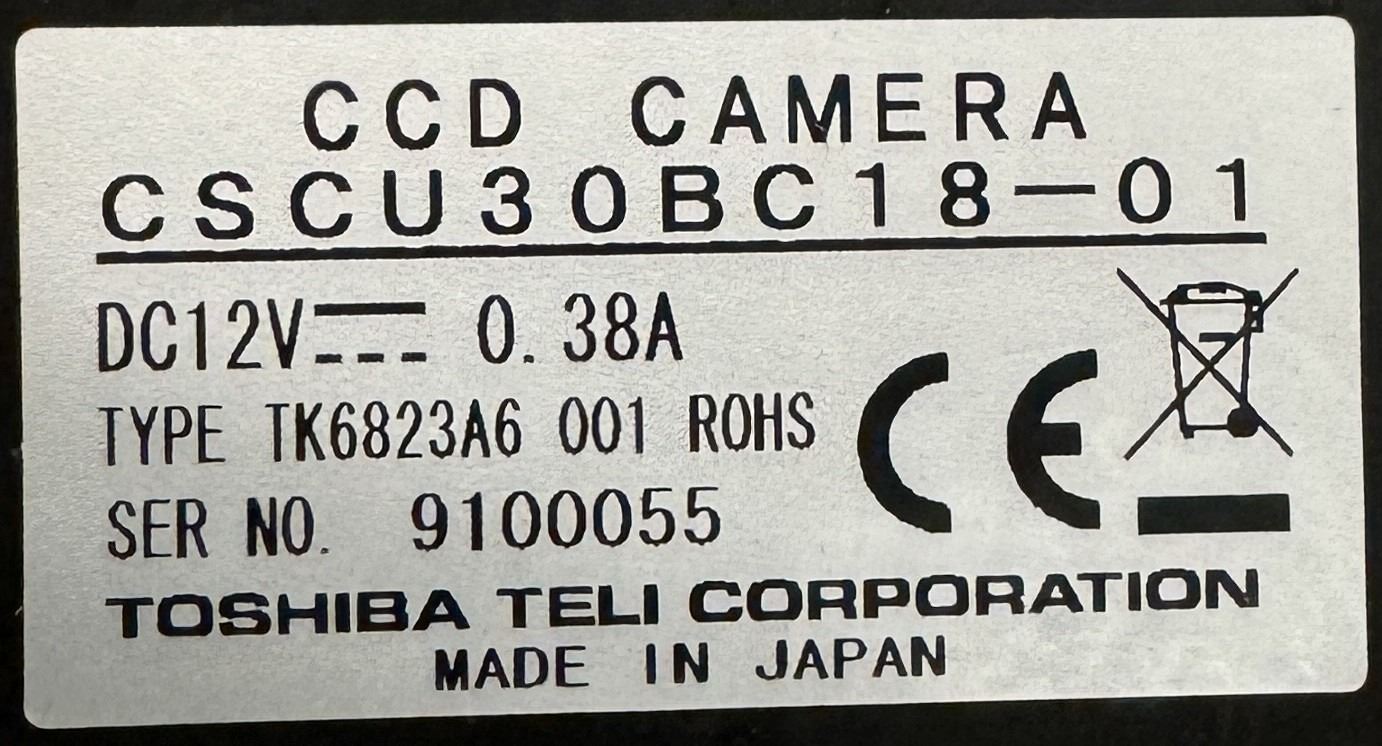 CCD CAMERA
CSCU30BC18-01
DC12V⎓ 0.38A
TYPE TK6823A6 001 ROHS
SER NO. 9100055
CE
TOSHIBA TELI CORPORATION
MADE IN JAPAN